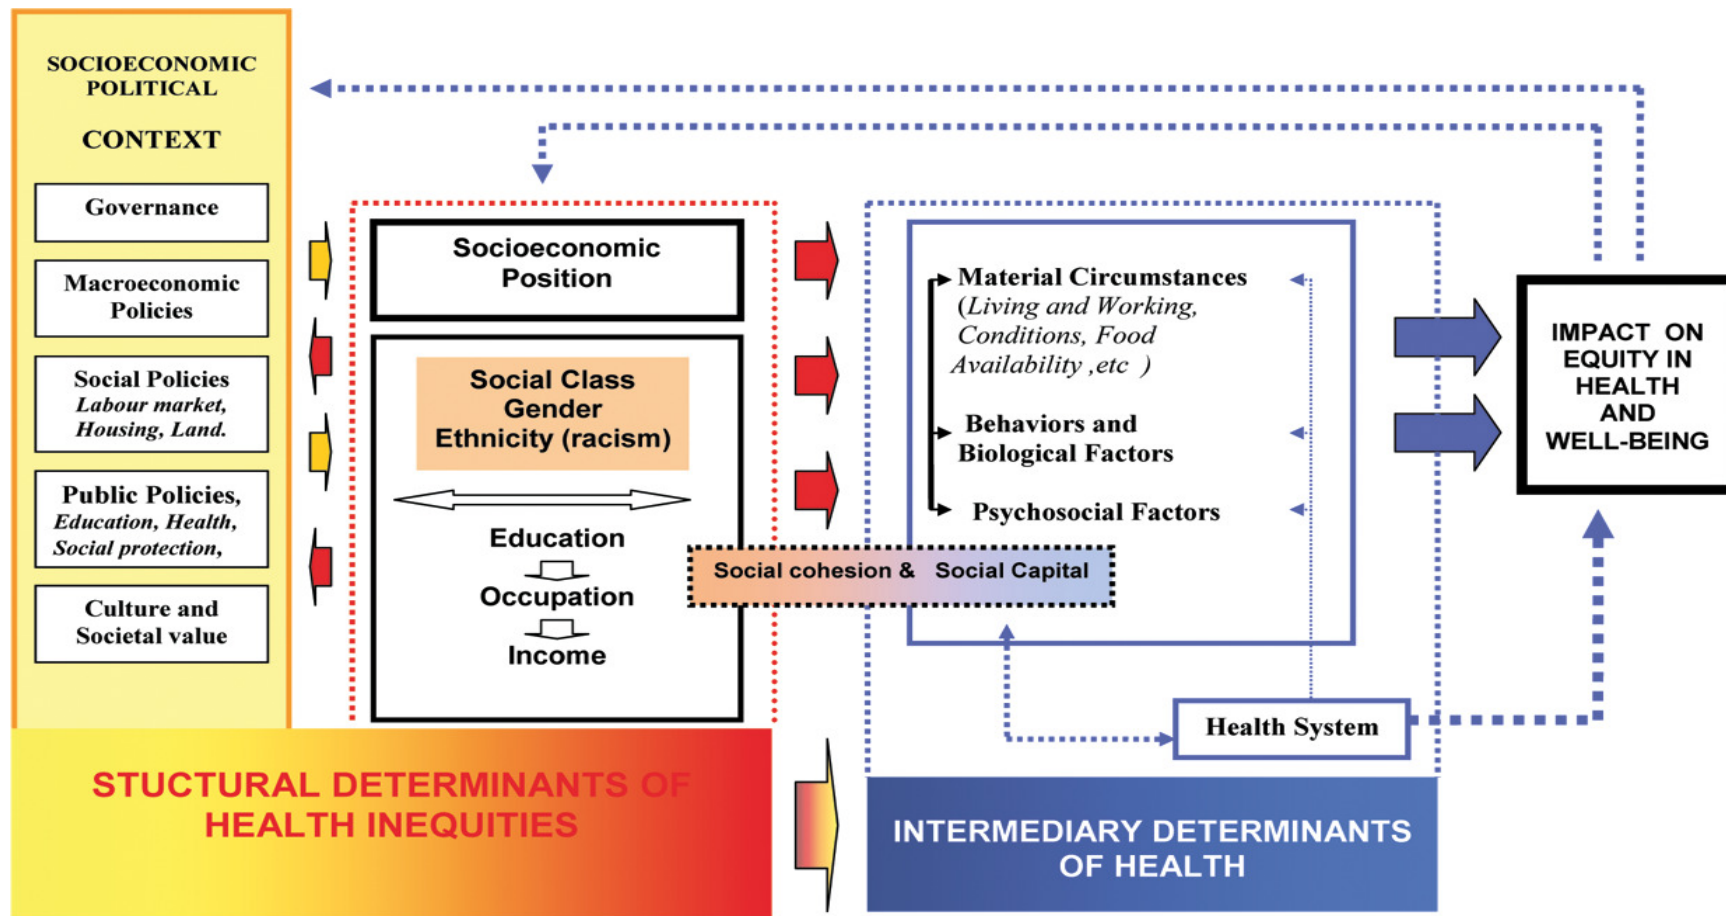 SOCIOECONOMIC
POLITICAL
CONTEXT
Governance
Macroeconomic
Policies
Social Policies
Labour market,
Housing, Land.
Public Policies,
Education, Health,
Social protection,
Culture and
Societal value
Socioeconomic
Position
Social Class
Gender
Ethnicity (racism)
Education
Occupation
Income
Social cohesion & Social Capital
Material Circumstances
(Living and Working,
Conditions, Food
Availability ,etc )
Behaviors and
Biological Factors
Psychosocial Factors
Health System
IMPACT ON
EQUITY IN
HEALTH
AND
WELL-BEING
STUCTURAL DETERMINANTS OF
HEALTH INEQUITIES
INTERMEDIARY DETERMINANTS
OF HEALTH